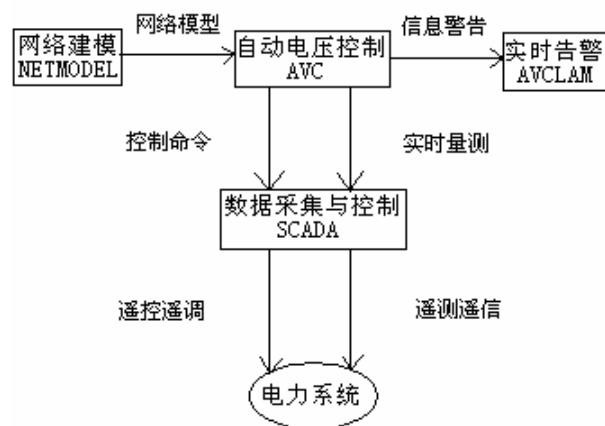 网络建模
NETMODEL
网络模型
自动电压控制
AVC
信息警告
实时告警
AVCLAM
控制命令
实时量测
数据采集与控制
SCADA
遥控遥调
遥测遥信
电力系统